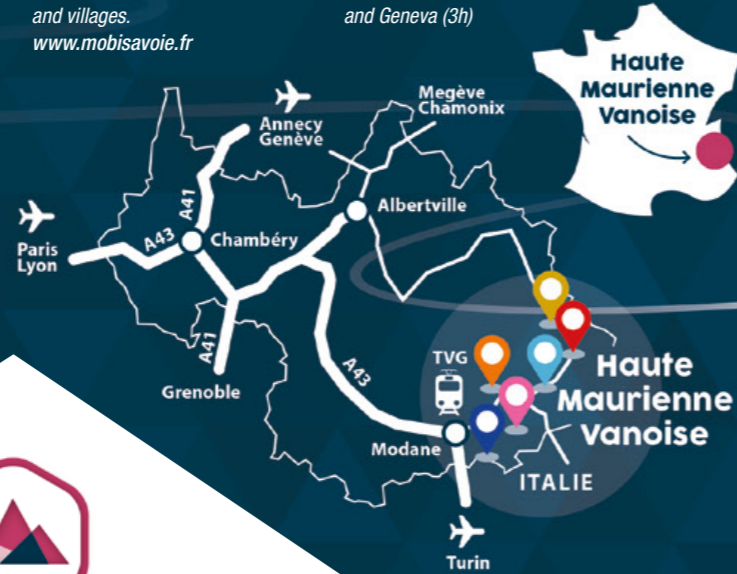 and villages.
www.mobisavoie.fr
and Geneva (3h)
Haute
Maurienne
Vanoise
Megève
Chamonix
Annecy
Genève
A41
Albertville
Paris
Lyon
A43
Chambéry
A41
Grenoble
A43
TVG
Haute
Maurienne
Vanoise
Modane
ITALIE
Turin